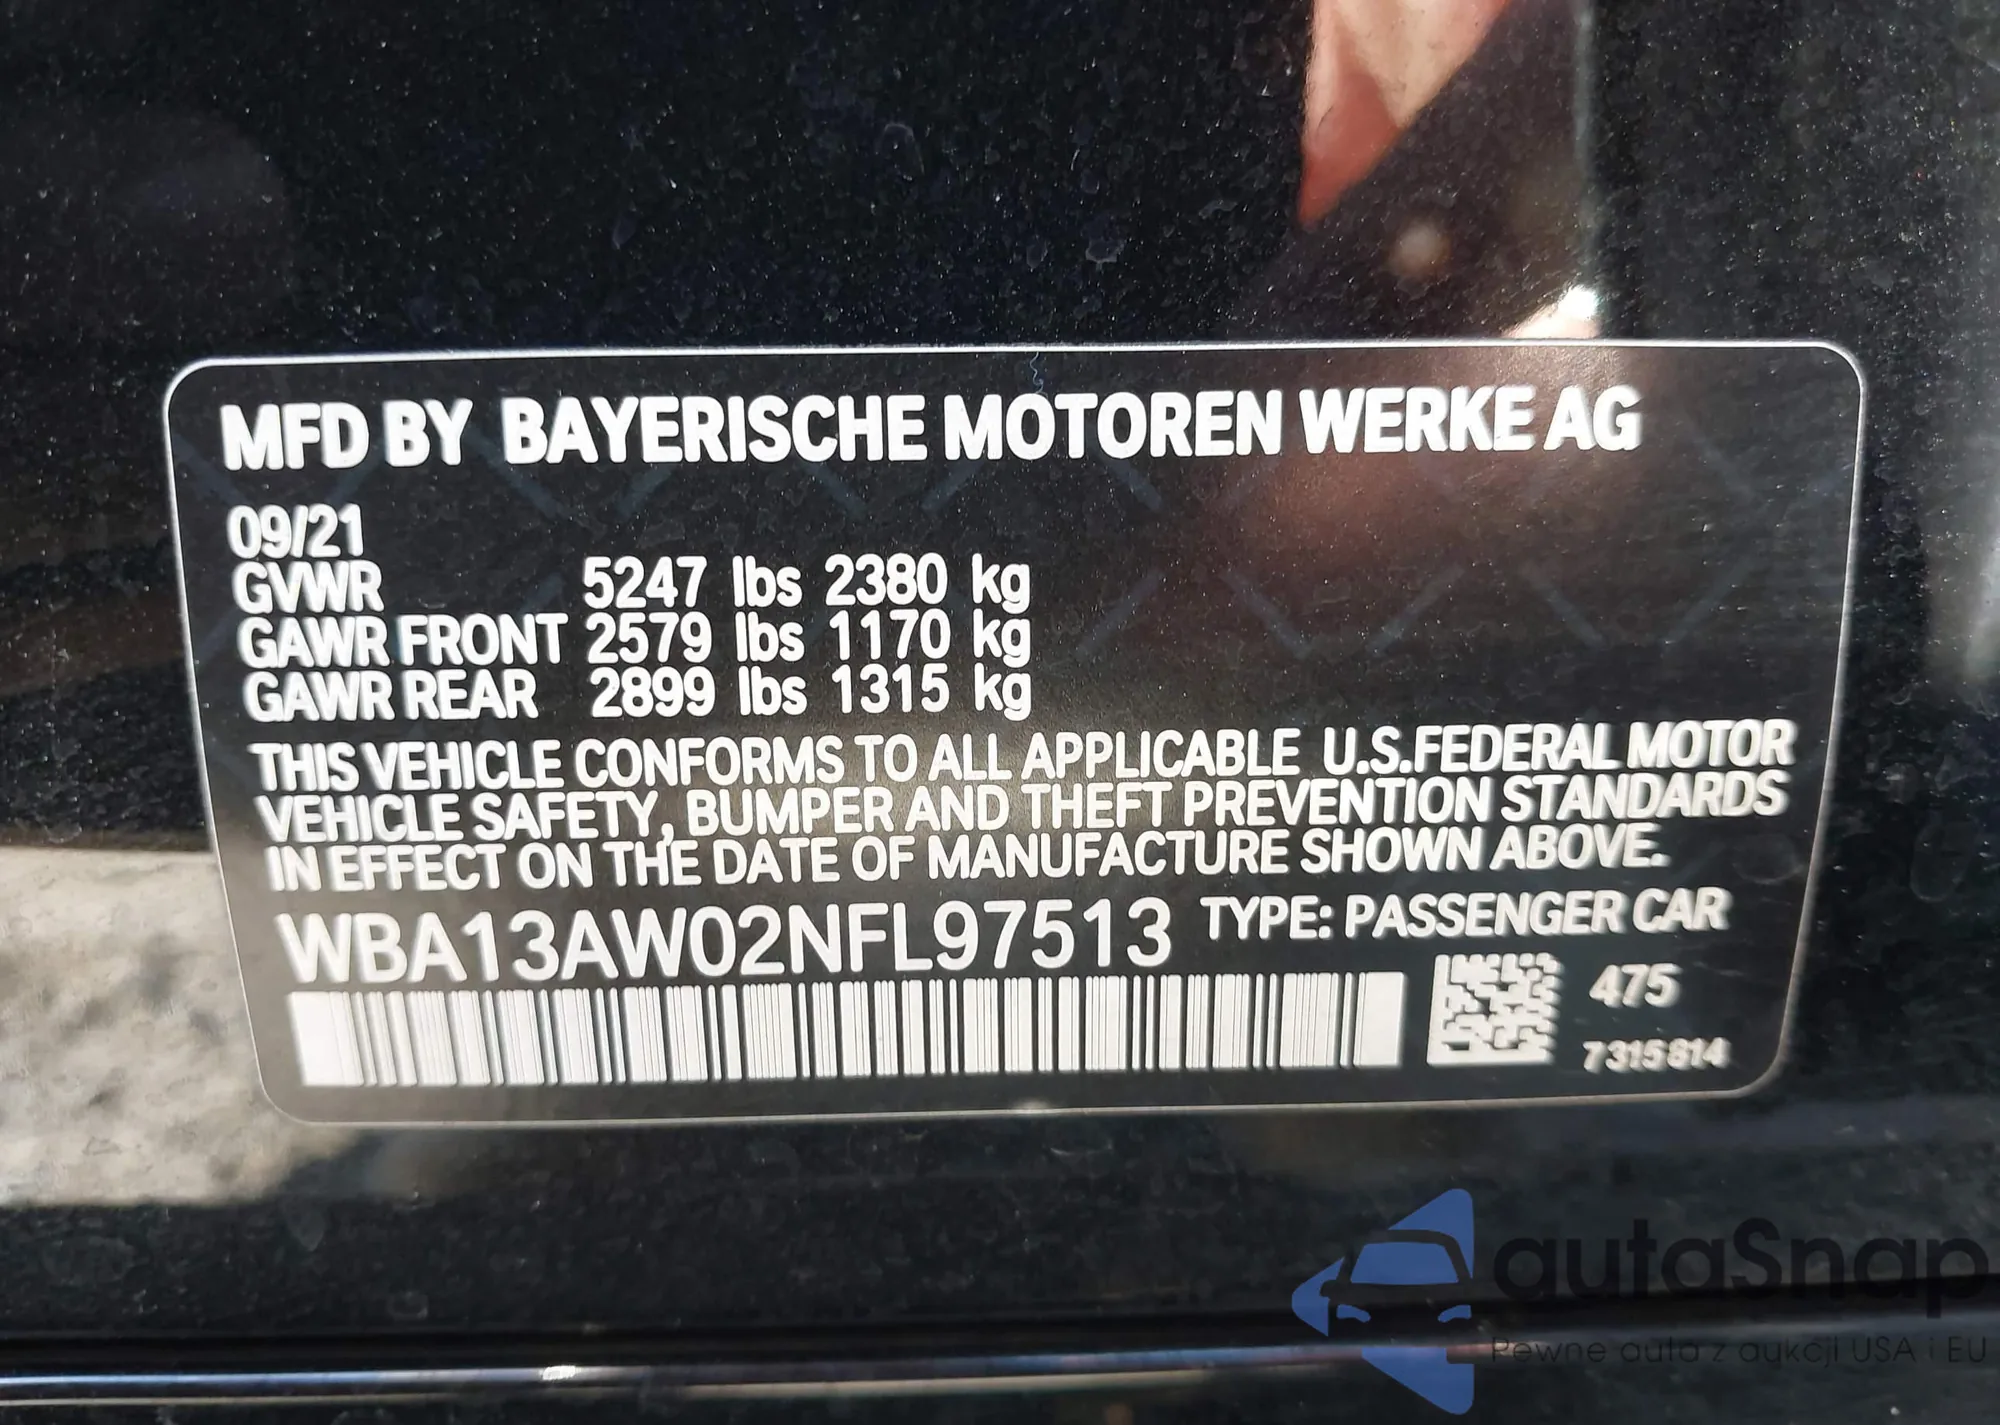 MFD BY BAYERISCHE MOTOREN WERKE AG
09/21
GVWR 5247 lbs 2380 kg
GAWR FRONT 2579 lbs 1170 kg
GAWR REAR 2899 lbs 1315 kg
THIS VEHICLE CONFORMS TO ALL APPLICABLE U.S.FEDERAL MOTOR
VEHICLE SAFETY, BUMPER AND THEFT PREVENTION STANDARDS
IN EFFECT ON THE DATE OF MANUFACTURE SHOWN ABOVE.
WBA13AW02NFL97513 TYPE: PASSENGER CAR
475
7315814
autaSnap
Pewne auta z aukcji USA i EU